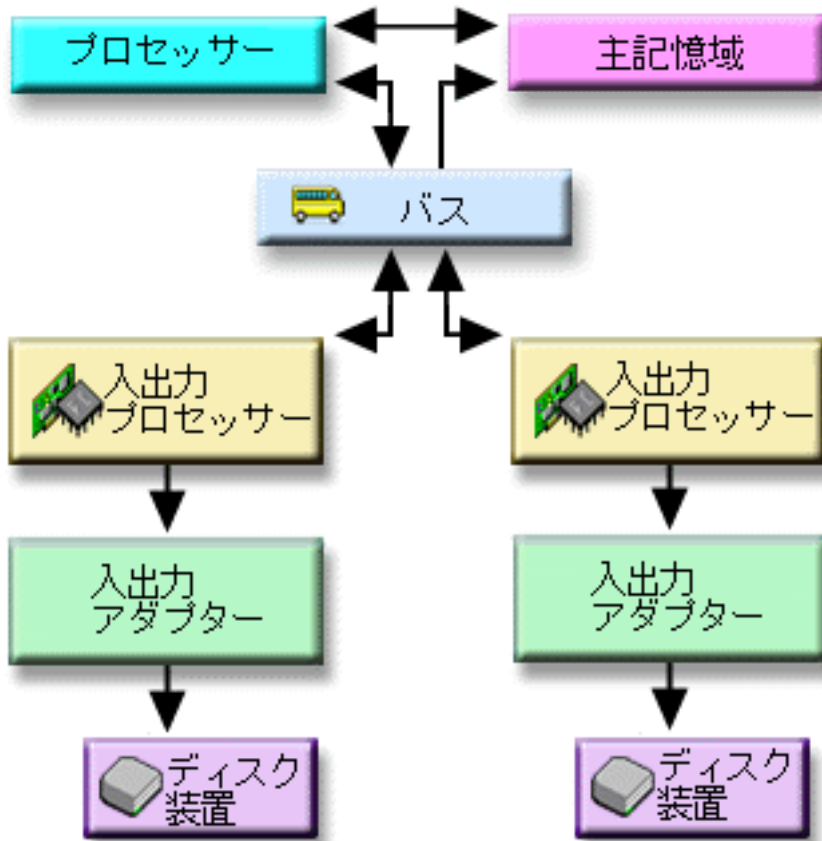 プロセッサー
主記憶域
バス
入出力
プロセッサー
入出力
プロセッサー
入出力
アダプター
入出力
アダプター
ディスク
装置
ディスク
装置